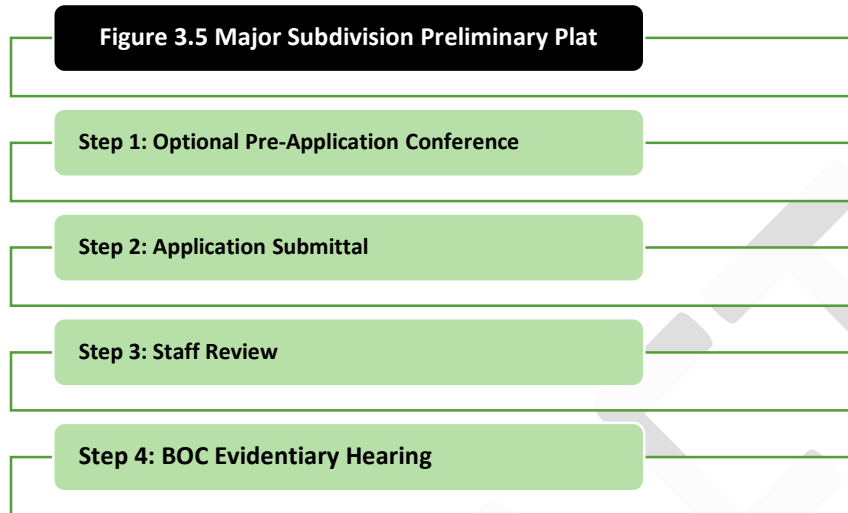 Figure 3.5 Major Subdivision Preliminary Plat
Step 1: Optional Pre-Application Conference
Step 2: Application Submittal
Step 3: Staff Review
Step 4: BOC Evidentiary Hearing